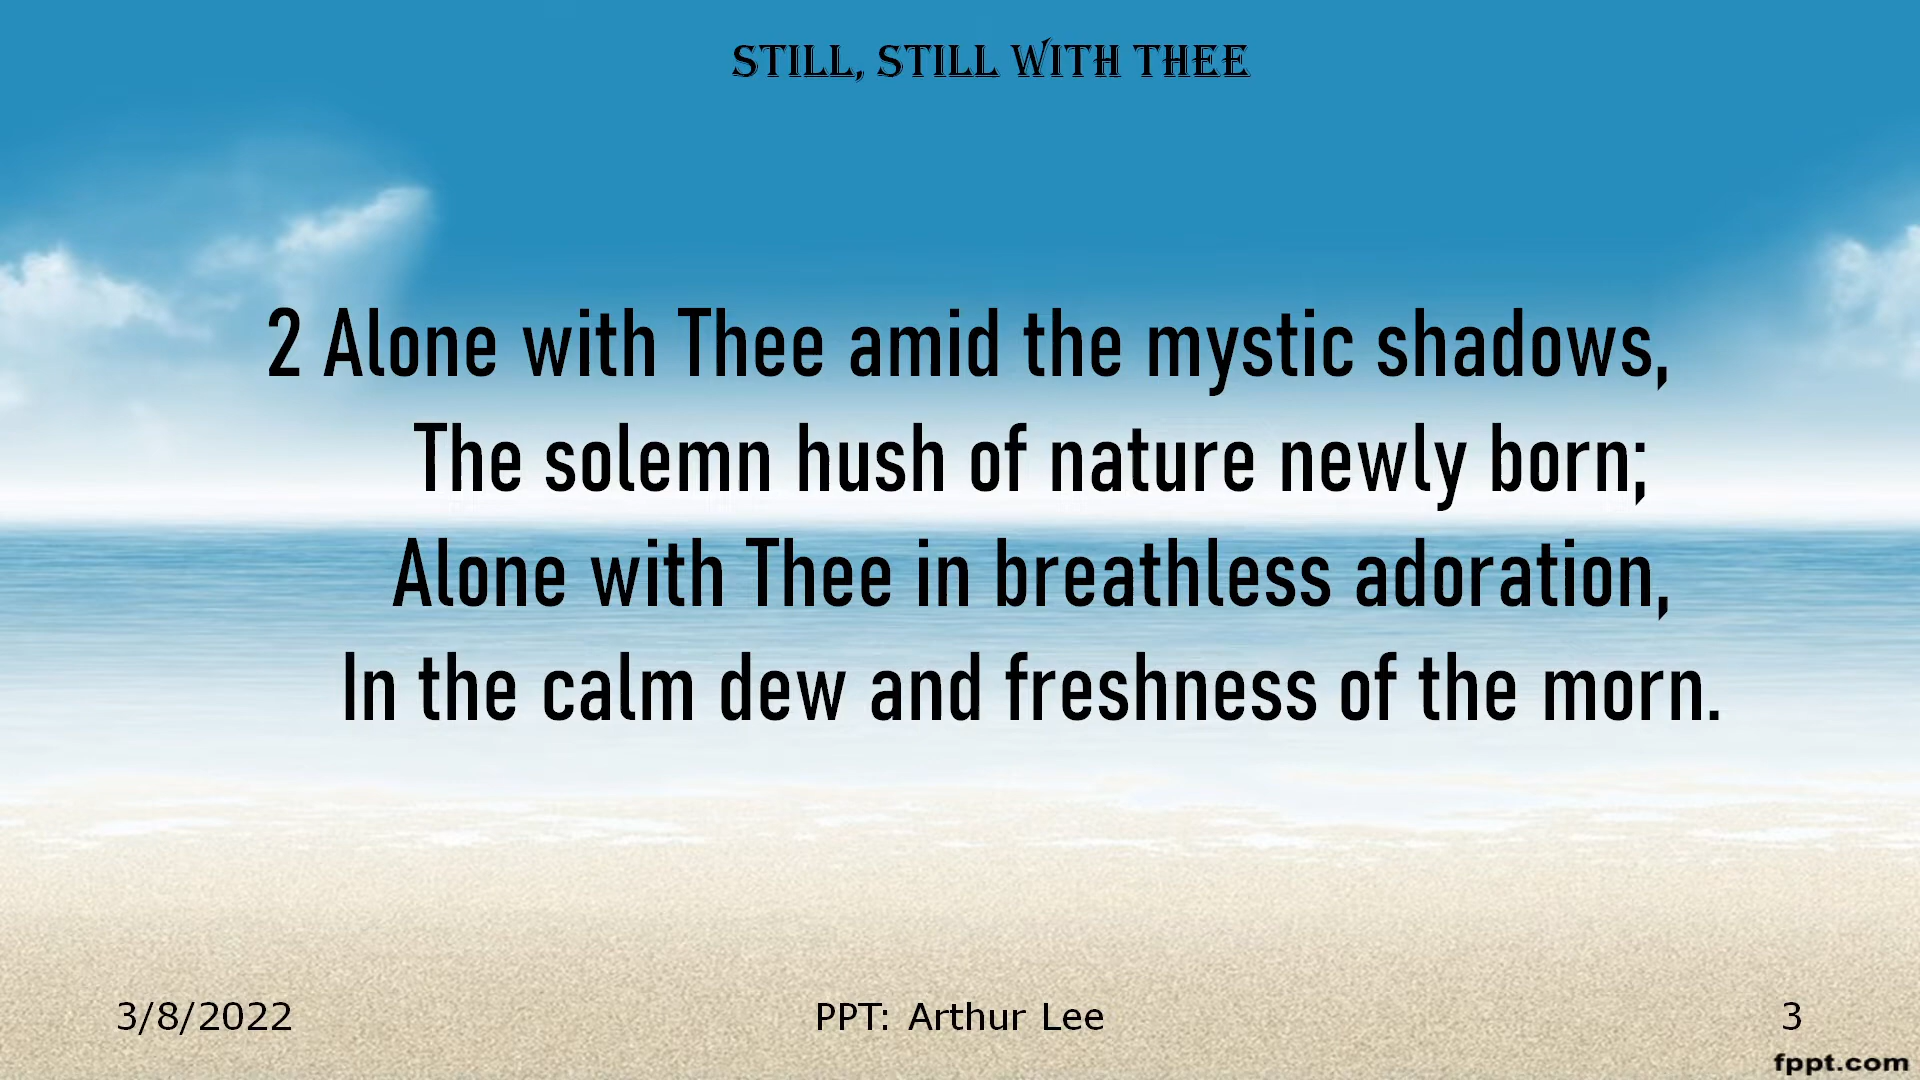 STILL, STILL WITH THEE
2 Alone with Thee amid the mystic shadows,
The solemn hush of nature newly born;
Alone with Thee in breathless adoration,
In the calm dew and freshness of the morn.
3/8/2022 PPT: Arthur Lee 3
fppt.com